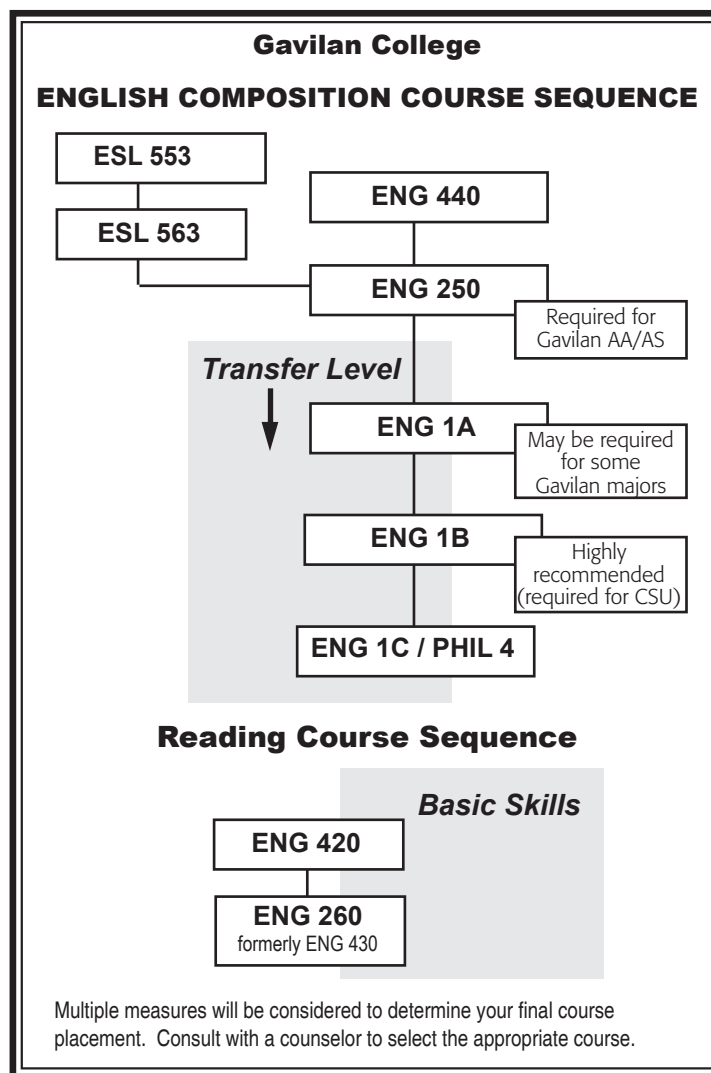 Gavilan College
ENGLISH COMPOSITION COURSE SEQUENCE
ESL 553
ENG 440
ESL 563
ENG 250
Required for
Gavilan AA/AS
Transfer Level
ENG 1A
May be required
for some
Gavilan majors
ENG 1B
Highly
recommended
(required for CSU)
ENG 1C / PHIL 4
Reading Course Sequence
Basic Skills
ENG 420
ENG 260
formerly ENG 430
Multiple measures will be considered to determine your final course
placement. Consult with a counselor to select the appropriate course.